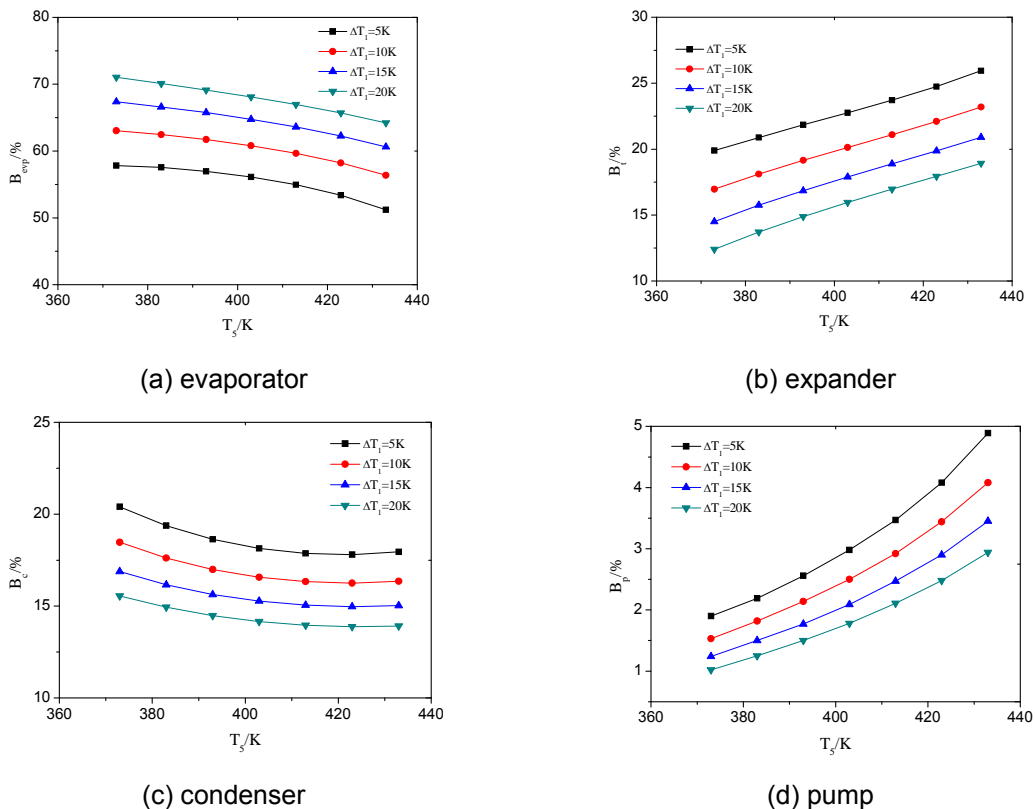 80
70
60
50
40
B_evp/%
ΔT_1=5K
ΔT_1=10K
ΔT_1=15K
ΔT_1=20K
360 380 400 420 440
T_5/K
(a) evaporator
30
25
20
15
10
B_t/%
ΔT_1=5K
ΔT_1=10K
ΔT_1=15K
ΔT_1=20K
360 380 400 420 440
T_5/K
(b) expander
25
20
15
10
B_c/%
ΔT_1=5K
ΔT_1=10K
ΔT_1=15K
ΔT_1=20K
360 380 400 420 440
T_5/K
(c) condenser
5
4
3
2
1
B_p/%
ΔT_1=5K
ΔT_1=10K
ΔT_1=15K
ΔT_1=20K
360 380 400 420 440
T_5/K
(d) pump